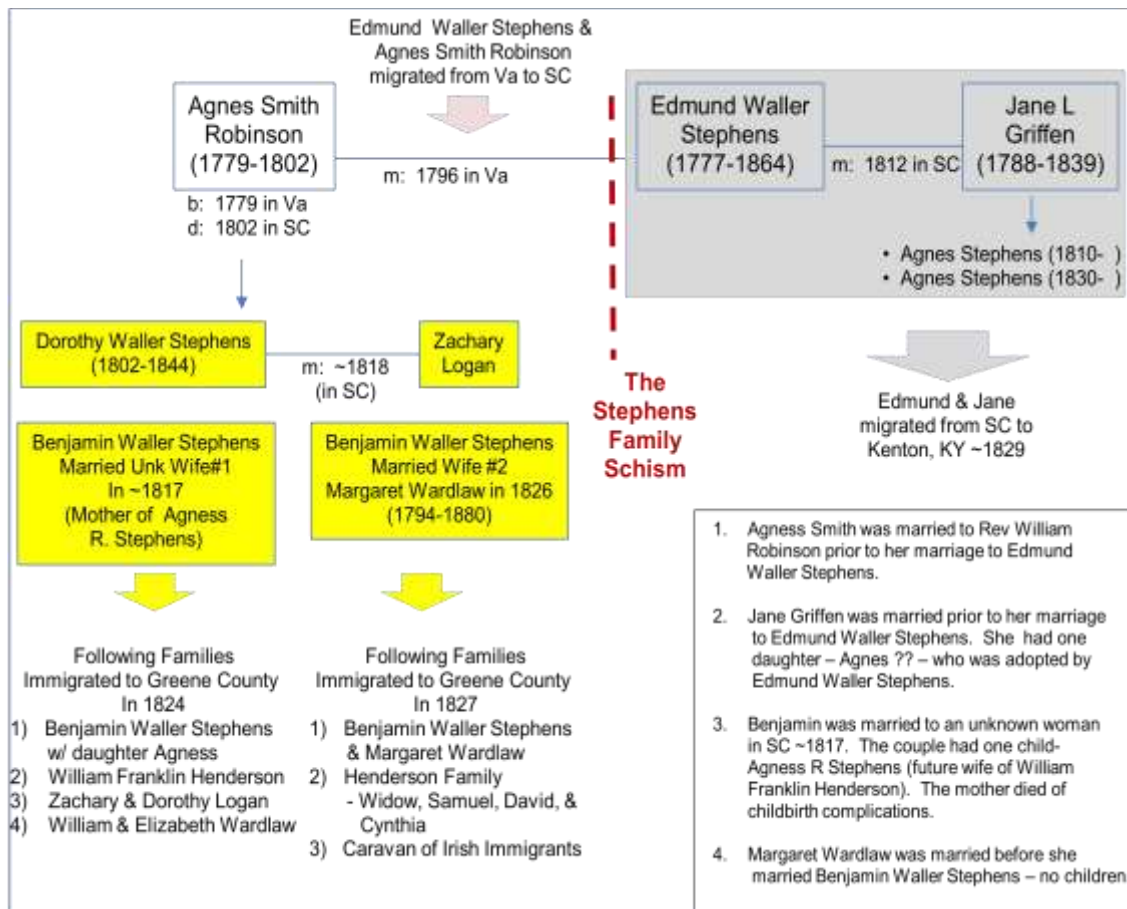 Edmund Waller Stephens &
Agnes Smith Robinson
migrated from Va to SC
Agnes Smith
Robinson
(1779-1802)
m: 1796 in Va
Edmund Waller
Stephens
(1777-1864)
m: 1812 in SC
Jane L
Griffen
(1788-1839)
b: 1779 in Va
d: 1802 in SC
• Agnes Stephens (1810- )
• Agnes Stephens (1830- )
Dorothy Waller Stephens
(1802-1844)
m: ~1818
(in SC)
Zachary
Logan
The
Stephens
Family
Schism
Edmund & Jane
migrated from SC to
Kenton, KY ~1829
Benjamin Waller Stephens
Married Unk Wife#1
In ~1817
(Mother of Agness
R. Stephens)
Benjamin Waller Stephens
Married Wife #2
Margaret Wardlaw in 1826
(1794-1880)
Following Families
Immigrated to Greene County
In 1824
1) Benjamin Waller Stephens
w/ daughter Agness
2) William Franklin Henderson
3) Zachary & Dorothy Logan
4) William & Elizabeth Wardlaw
Following Families
Immigrated to Greene County
In 1827
1) Benjamin Waller Stephens
& Margaret Wardlaw
2) Henderson Family
- Widow, Samuel, David, &
Cynthia
3) Caravan of Irish Immigrants
1. Agness Smith was married to Rev William
Robinson prior to her marriage to Edmund
Waller Stephens.
2. Jane Griffen was married prior to her marriage
to Edmund Waller Stephens. She had one
daughter – Agnes ?? – who was adopted by
Edmund Waller Stephens.
3. Benjamin was married to an unknown woman
in SC ~1817. The couple had one child-
Agness R Stephens (future wife of William
Franklin Henderson). The mother died of
childbirth complications.
4. Margaret Wardlaw was married before she
married Benjamin Waller Stephens – no children